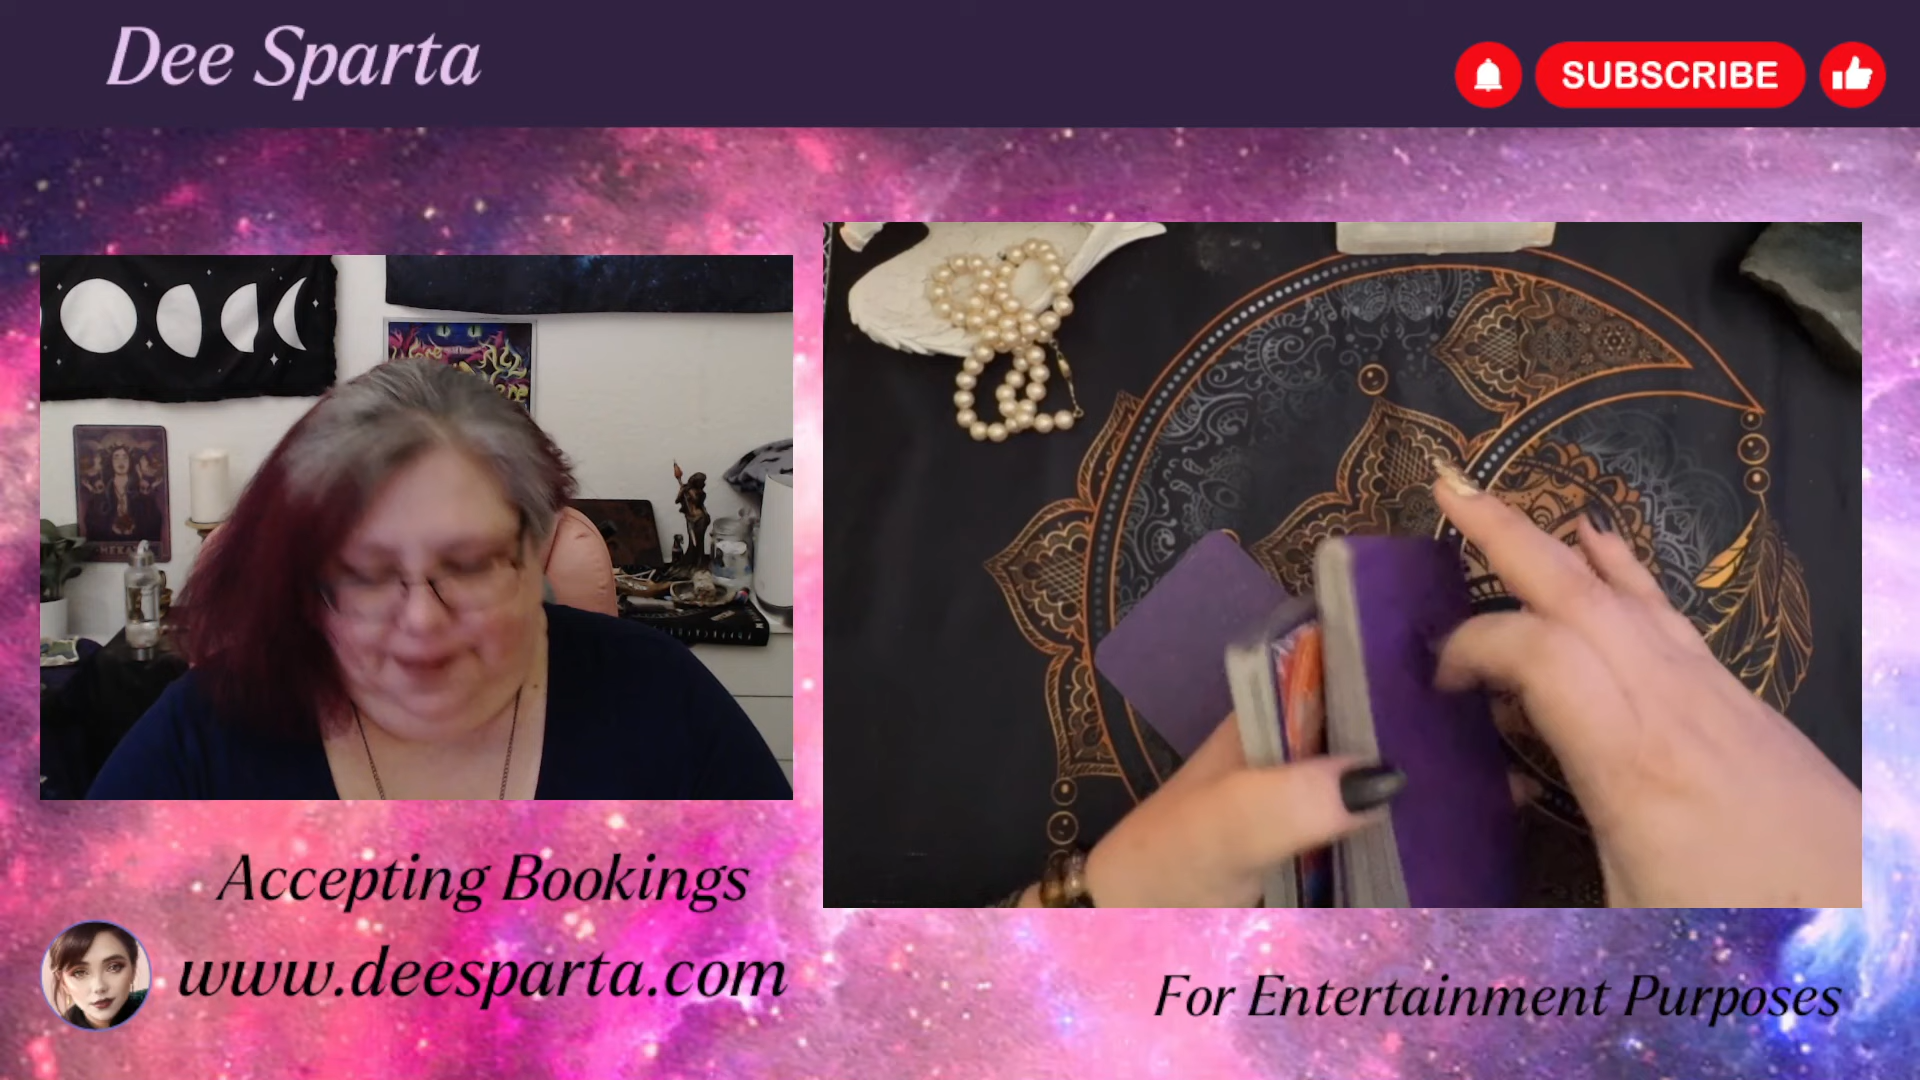 Dee Sparta
SUBSCRIBE
Accepting Bookings
www.deesparta.com
For Entertainment Purposes